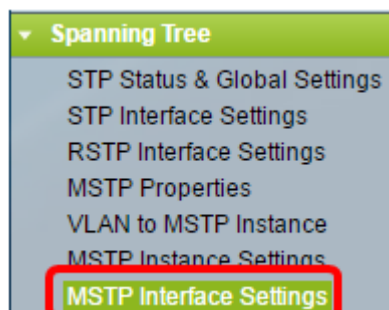 Spanning Tree
STP Status & Global Settings
STP Interface Settings
RSTP Interface Settings
MSTP Properties
VLAN to MSTP Instance
MSTP Instance Settings
MSTP Interface Settings